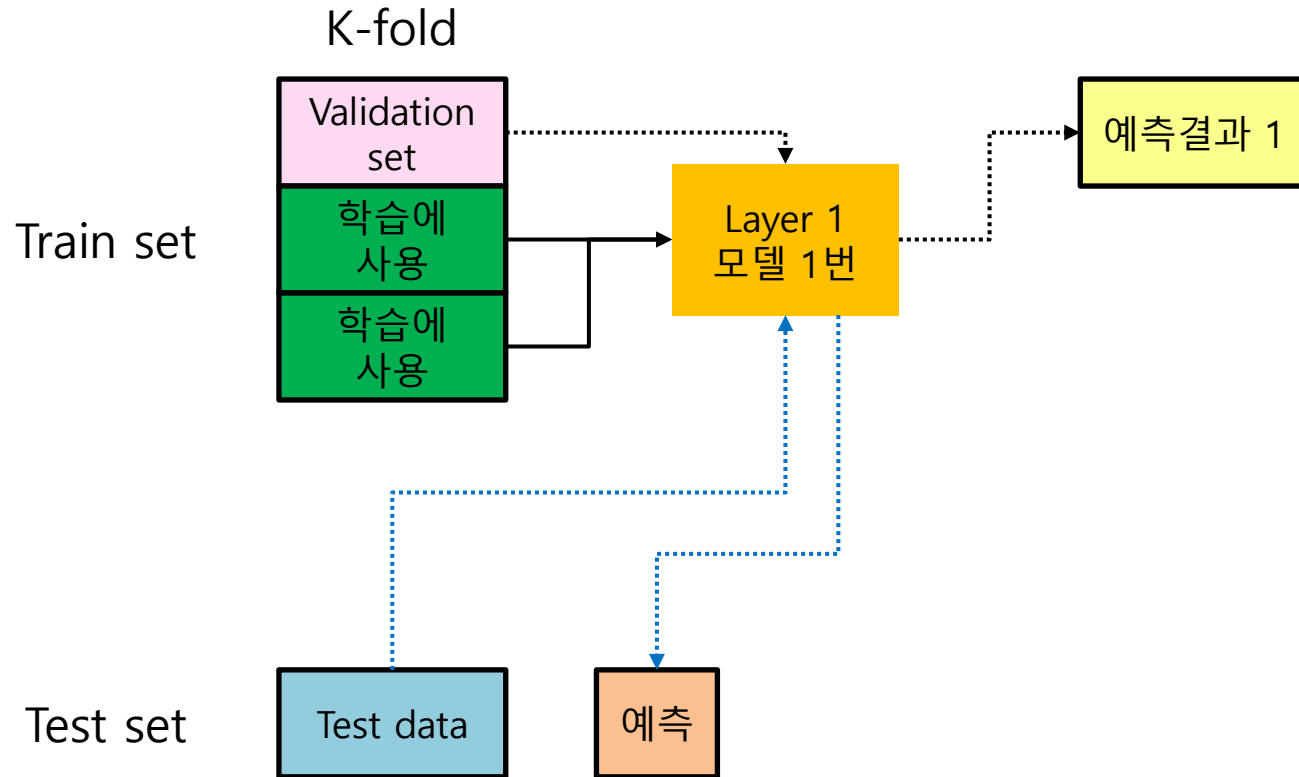 K-fold
Validation
set
예측결과 1
Train set
학습에
사용
Layer 1
모델 1번
학습에
사용
Test set
Test data
예측